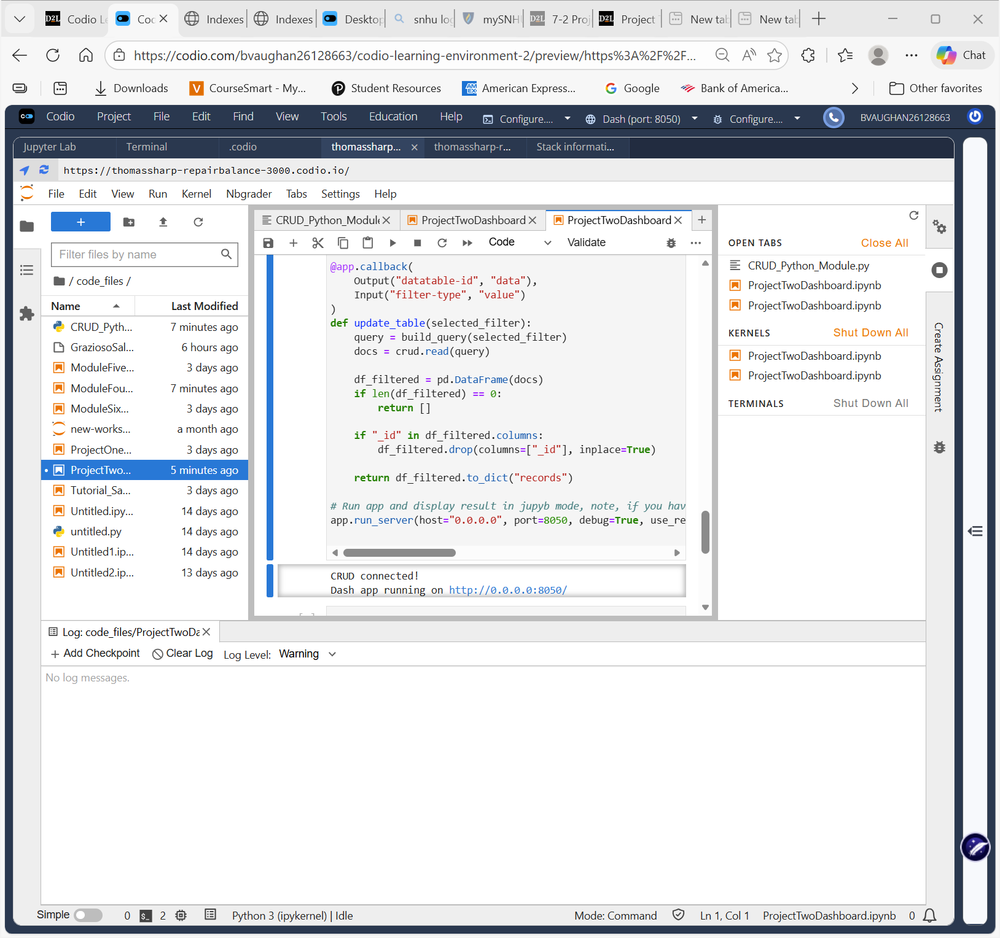 Codio Le
Coc
Indexes
Indexes
Desktop
snhu log
mySNHU
7-2 Proj
Project
New tab
New tab
https://codio.com/bvaughan26128663/codio-learning-environment-2/preview/https%3A%2F%2F...
Chat
Downloads
CourseSmart - My...
Student Resources
American Express...
Google
Bank of America...
Other favorites
Codio
Project
File
Edit
Find
View
Tools
Education
Help
Configure....
Dash (port: 8050)
Configure....
BVAUGHAN26128663
Jupyter Lab
Terminal
.codio
thomassharp...
thomassharp-r...
Stack informati...
https://thomassharp-repairbalance-3000.codio.io/
File
Edit
View
Run
Kernel
Nbgrader
Tabs
Settings
Help
Filter files by name
/ code_files /
Name
Last Modified
CRUD_Pyth... 7 minutes ago
GraziosoSal... 6 hours ago
ModuleFive... 3 days ago
ModuleFou... 7 minutes ago
ModuleSix... 3 days ago
new-works... a month ago
ProjectOne... 3 days ago
ProjectTwo... 5 minutes ago
Tutorial_Sa... 3 days ago
Untitled.ipy... 14 days ago
untitled.py 14 days ago
Untitled1.ip... 14 days ago
Untitled2.ip... 13 days ago
CRUD_Python_Module
ProjectTwoDashboard
ProjectTwoDashboard
Code
Validate
@app.callback(
    Output("datatable-id", "data"),
    Input("filter-type", "value")
)
def update_table(selected_filter):
    query = build_query(selected_filter)
    docs = crud.read(query)
    df_filtered = pd.DataFrame(docs)
    if len(df_filtered) == 0:
        return []
    if "_id" in df_filtered.columns:
        df_filtered.drop(columns=["_id"], inplace=True)
    return df_filtered.to_dict("records")
# Run app and display result in jupyb mode, note, if you hav
app.run_server(host="0.0.0.0", port=8050, debug=True, use_re
CRUD connected!
Dash app running on http://0.0.0.0:8050/
OPEN TABS
Close All
CRUD_Python_Module.py
ProjectTwoDashboard.ipynb
ProjectTwoDashboard.ipynb
KERNELS
Shut Down All
ProjectTwoDashboard.ipynb
ProjectTwoDashboard.ipynb
TERMINALS
Shut Down All
Create Assignment
Log: code_files/ProjectTwoDa
Add Checkpoint
Clear Log
Log Level:
Warning
No log messages.
Simple
0
2
Python 3 (ipykernel) | Idle
Mode: Command
Ln 1, Col 1
ProjectTwoDashboard.ipynb
0